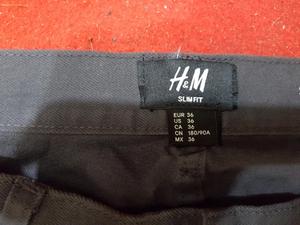 H&M
SLIM FIT
EUR 36
US 36
CA 36
CN 180/90A
MX 36